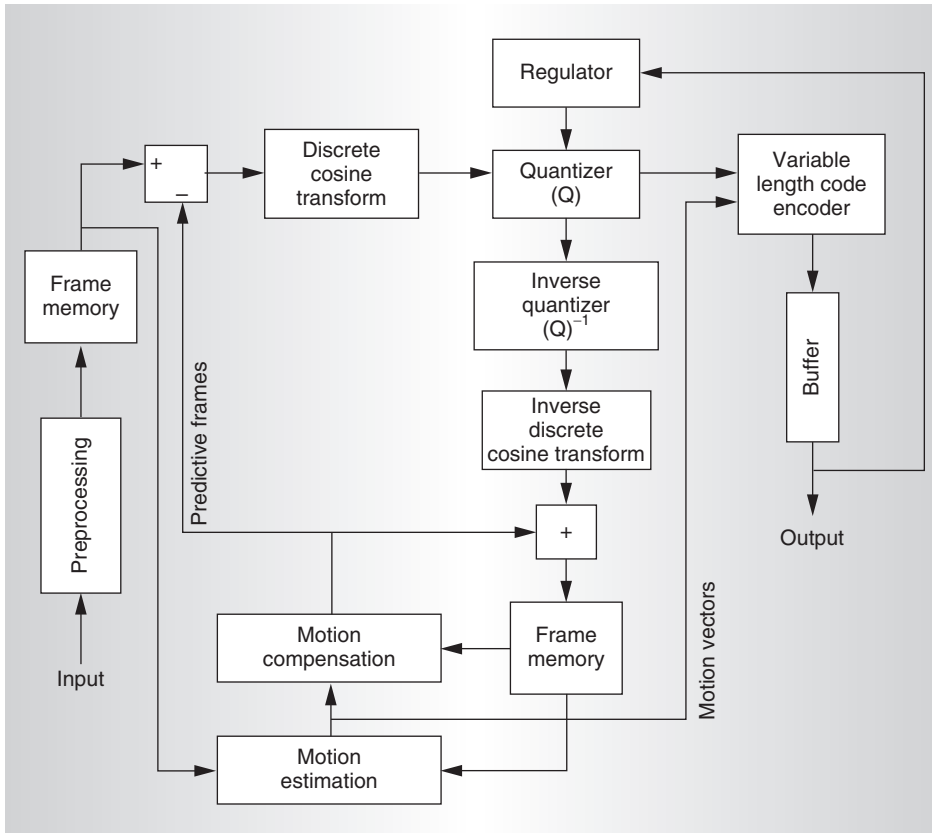 Regulator
+
–
Discrete
cosine
transform
Quantizer
(Q)
Variable
length code
encoder
Frame
memory
Inverse
quantizer
(Q)⁻¹
Buffer
Predictive frames
Inverse
discrete
cosine transform
Preprocessing
+
Output
Motion
compensation
Frame
memory
Motion vectors
Input
Motion
estimation